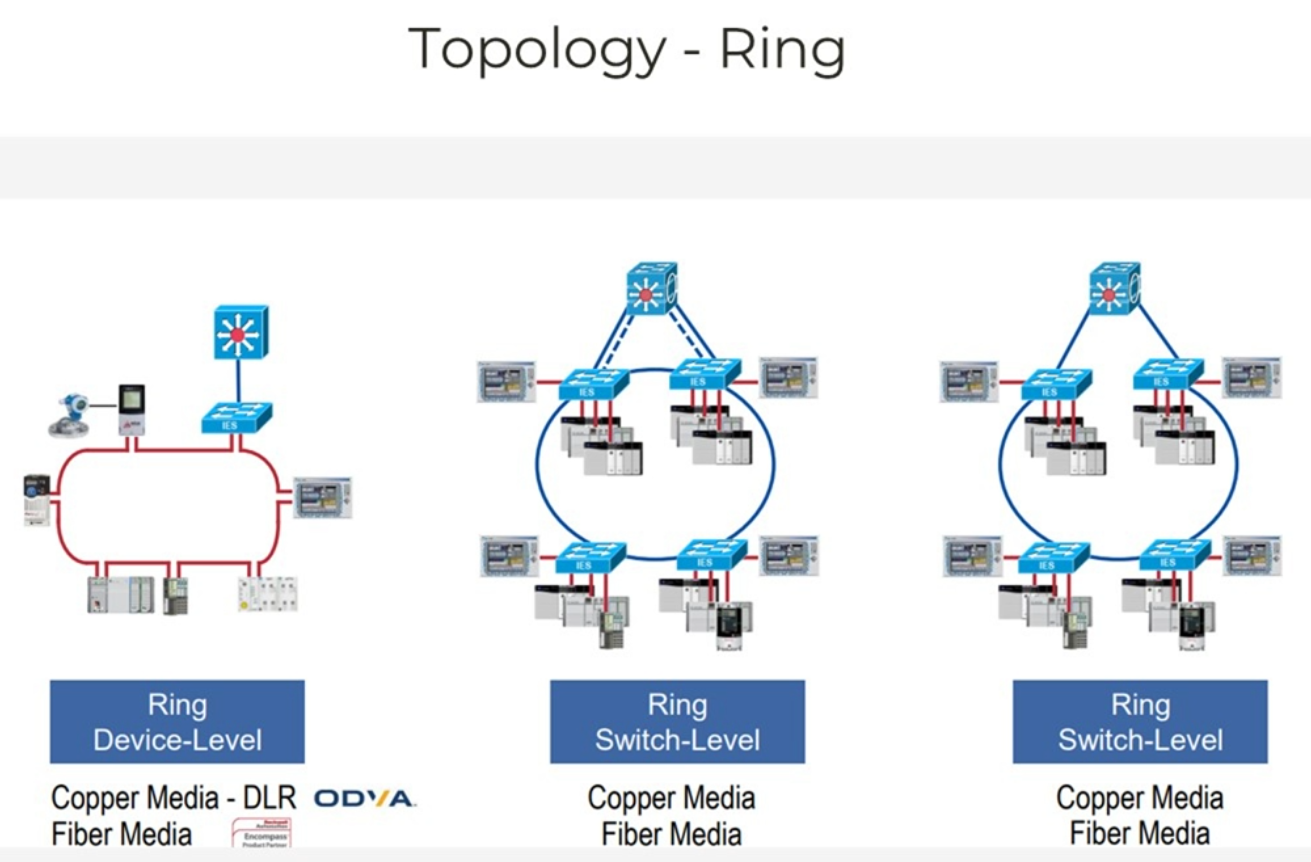 Topology - Ring
IES
IES
IES
IES
IES
IES
IES
IES
IES
Ring
Device-Level
Ring
Switch-Level
Ring
Switch-Level
Copper Media - DLR ODVA
Fiber Media
Rockwell
Automation
Encompass
Product Partner
Copper Media
Fiber Media
Copper Media
Fiber Media